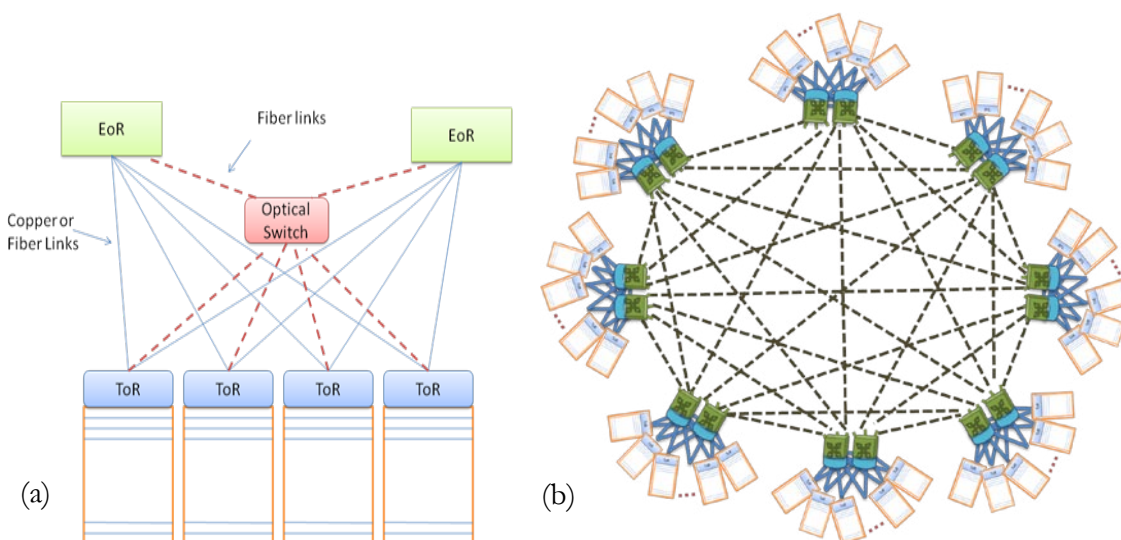 Fiber links
EoR
EoR
Optical
Switch
Copper or
Fiber Links
ToR
ToR
ToR
ToR
(a)
(b)